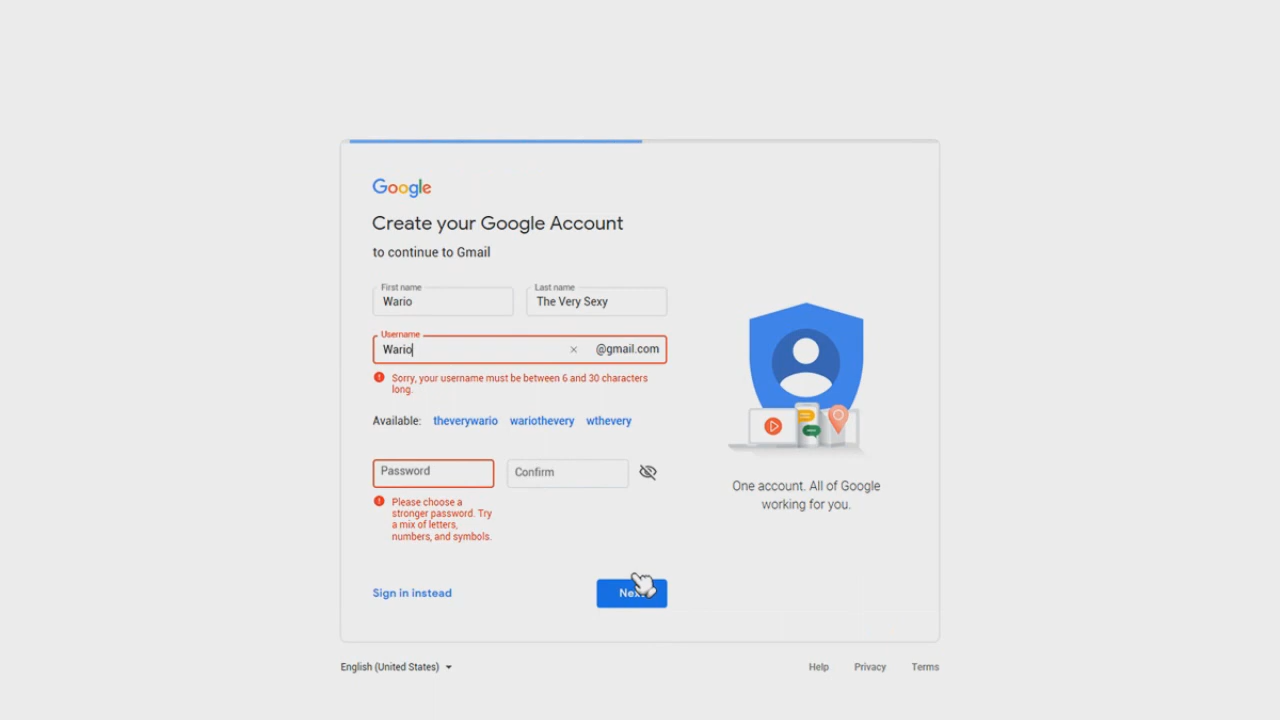 Google
Create your Google Account
to continue to Gmail
First name
Last name
Wario
The Very Sexy
Username
Wario
@gmail.com
Sorry, your username must be between 6 and 30 characters
long.
Available: theverywario wariothevery wthevery
Password
Confirm
Please choose a
stronger password. Try
a mix of letters,
numbers, and symbols.
One account. All of Google
working for you.
Sign in instead
Next
English (United States)
Help Privacy Terms